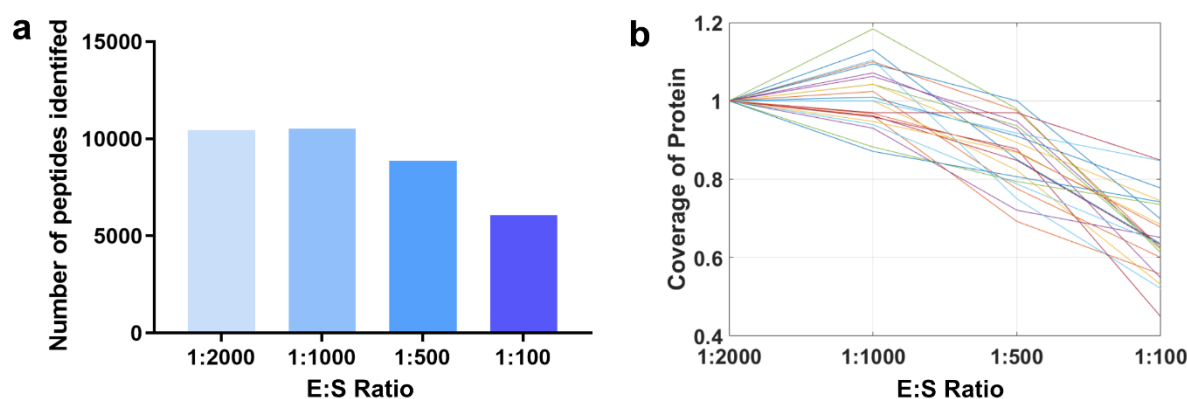 a
Number of peptides identifed
15000
10000
5000
0
1:2000
1:1000
1:500
1:100
E:S Ratio
b
Coverage of Protein
1.2
1
0.8
0.6
0.4
1:2000
1:1000
1:500
1:100
E:S Ratio